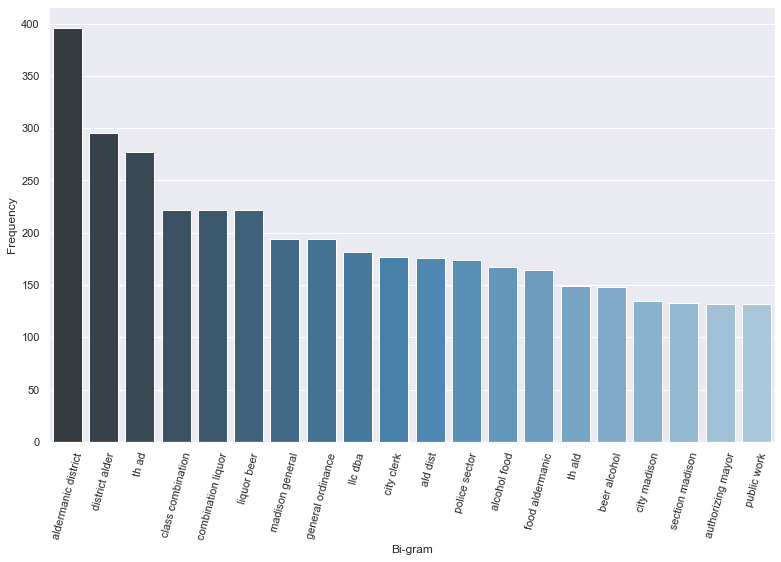 400
350
300
250
200
150
100
50
0
Frequency
aldermanic district
district alder
th ad
class combination
combination liquor
liquor beer
madison general
general ordinance
llc dba
city clerk
ald dist
police sector
alcohol food
food aldermanic
th ald
beer alcohol
city madison
section madison
authorizing mayor
public work
Bi-gram